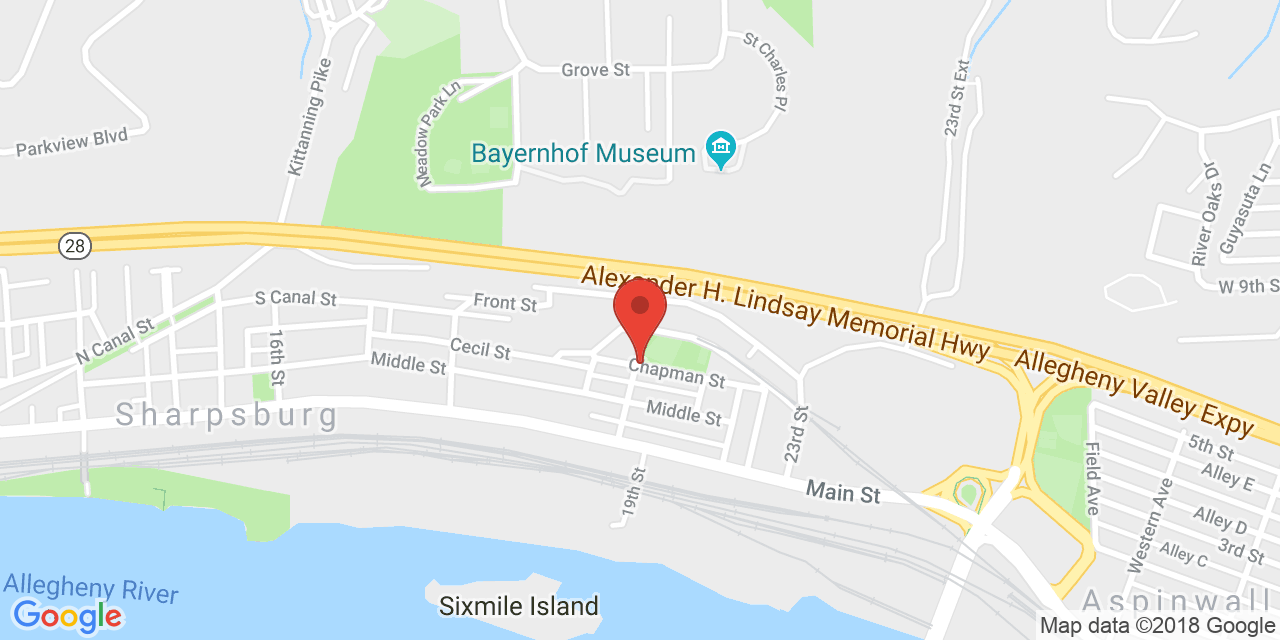 Grove St
St Charles Pl
23rd St Ext
Kittanning Pike
Parkview Blvd
Meadow Park Ln
Bayernhof Museum
River Oaks Dr
Guyasuta Ln
28
W 9th S
Alexander H. Lindsay Memorial Hwy
Allegheny Valley Expy
S Canal St
Front St
N Canal St
16th St
Cecil St
Middle St
Chapman St
Middle St
Sharpsburg
23rd St
19th St
Main St
Field Ave
Western Ave
5th St
Alley E
Alley D
3rd St
Alley C
Allegheny River
Sixmile Island
Aspinwall
Google
Map data ©2018 Google